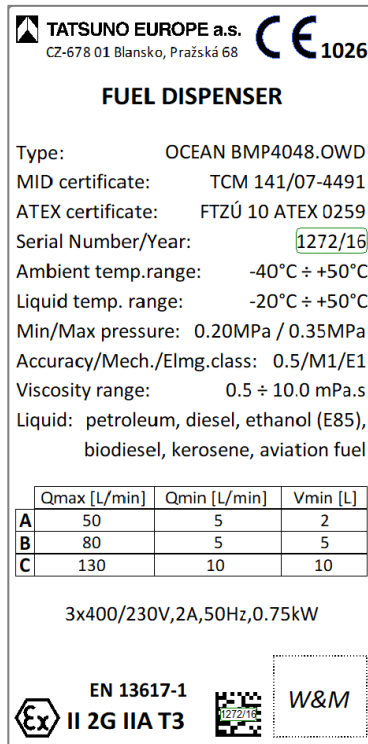 TATSUNO EUROPE a.s.
CZ-678 01 Blansko, Pražská 68
CE 1026
FUEL DISPENSER
Type: OCEAN BMP4048.OWD
MID certificate: TCM 141/07-4491
ATEX certificate: FTZÚ 10 ATEX 0259
Serial Number/Year: 1272/16
Ambient temp.range: -40°C ÷ +50°C
Liquid temp. range: -20°C ÷ +50°C
Min/Max pressure: 0.20MPa / 0.35MPa
Accuracy/Mech./Elmg.class: 0.5/M1/E1
Viscosity range: 0.5 ÷ 10.0 mPa.s
Liquid: petroleum, diesel, ethanol (E85),
biodiesel, kerosene, aviation fuel
Qmax [L/min] Qmin [L/min] Vmin [L]
A 50 5 2
B 80 5 5
C 130 10 10
3x400/230V,2A,50Hz,0.75kW
EN 13617-1
Ex II 2G IIA T3
1272/16
W&M